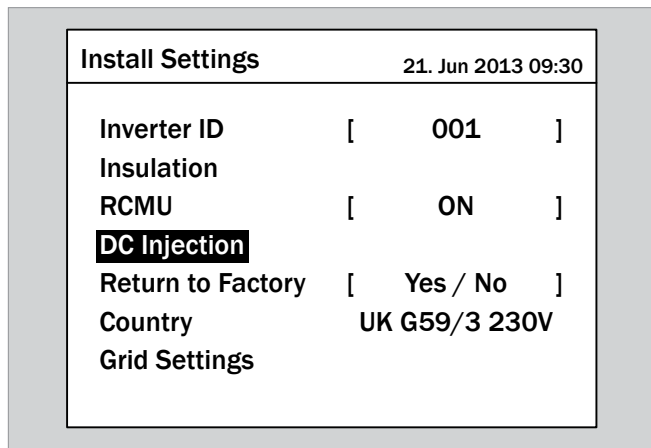 Install Settings 21. Jun 2013 09:30
Inverter ID [ 001 ]
Insulation
RCMU [ ON ]
DC Injection
Return to Factory [ Yes / No ]
Country UK G59/3 230V
Grid Settings